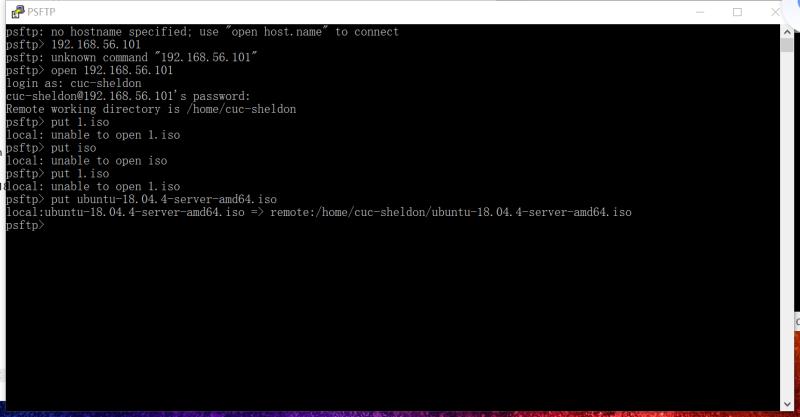 PSFTP
psftp: no hostname specified; use "open host.name" to connect
psftp> 192.168.56.101
psftp: unknown command "192.168.56.101"
psftp> open 192.168.56.101
login as: cuc-sheldon
cuc-sheldon@192.168.56.101's password:
Remote working directory is /home/cuc-sheldon
psftp> put 1.iso
local: unable to open 1.iso
psftp> put iso
local: unable to open iso
psftp> put 1.iso
local: unable to open 1.iso
psftp> put ubuntu-18.04.4-server-amd64.iso
local:ubuntu-18.04.4-server-amd64.iso => remote:/home/cuc-sheldon/ubuntu-18.04.4-server-amd64.iso
psftp>